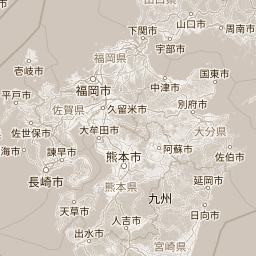 山口県
山口市
下関市
周南市
宇部市
福岡県
壱岐市
国東市
福岡市
中津市
平戸市
佐賀県
久留米市
別府市
佐世保市
大牟田市
大分県
海市
諫早市
熊本市
阿蘇市
佐伯市
長崎市
熊本県
延岡市
九州
天草市
日向市
人吉市
出水市
宮崎県